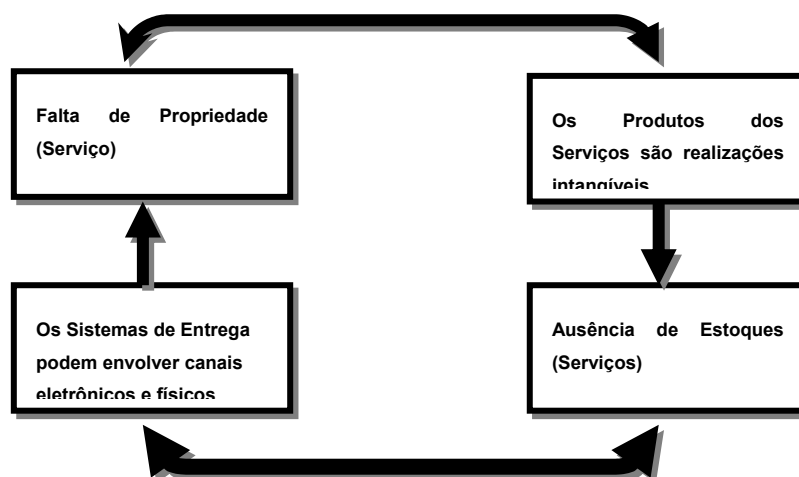 Falta de Propriedade
(Serviço)
Os Produtos dos
Serviços são realizações
intangíveis
Os Sistemas de Entrega
podem envolver canais
eletrônicos e físicos
Ausência de Estoques
(Serviços)